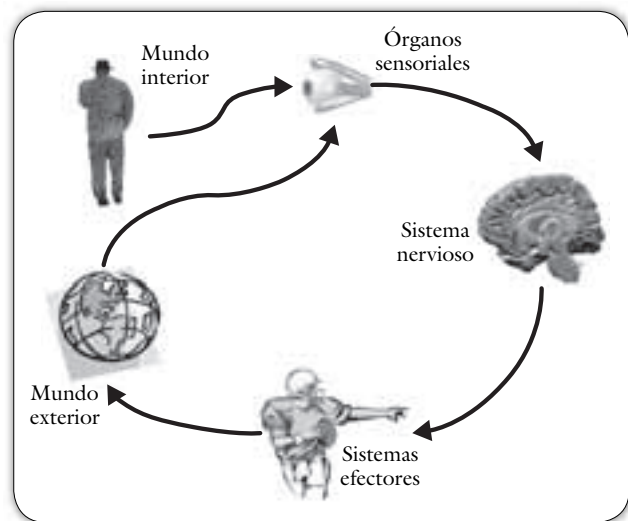 Mundo
interior
Órganos
sensoriales
Sistema
nervioso
Mundo
exterior
Sistemas
efectores